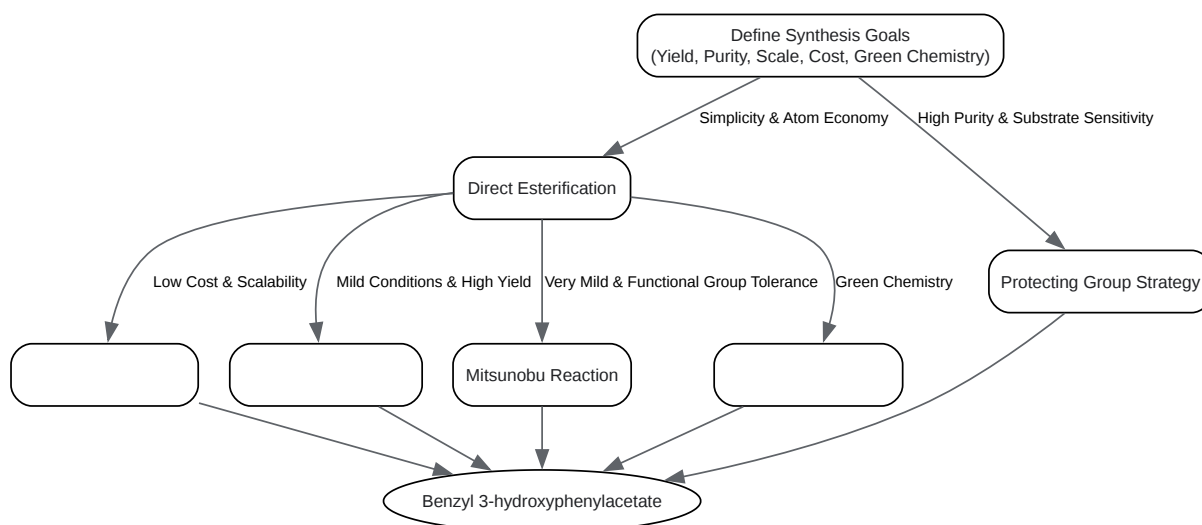 Define Synthesis Goals
(Yield, Purity, Scale, Cost, Green Chemistry)
Simplicity & Atom Economy
High Purity & Substrate Sensitivity
Direct Esterification
Low Cost & Scalability
Mild Conditions & High Yield
Very Mild & Functional Group Tolerance
Green Chemistry
Protecting Group Strategy
Mitsunobu Reaction
Benzyl 3-hydroxyphenylacetate